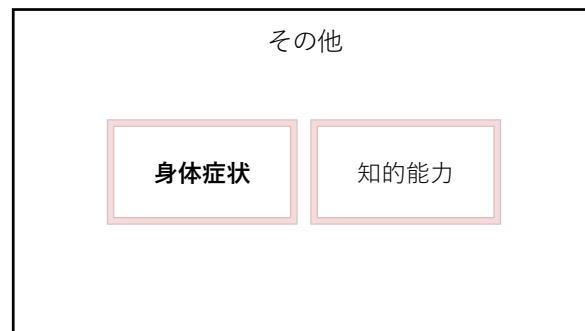 その他
身体症状
知的能力